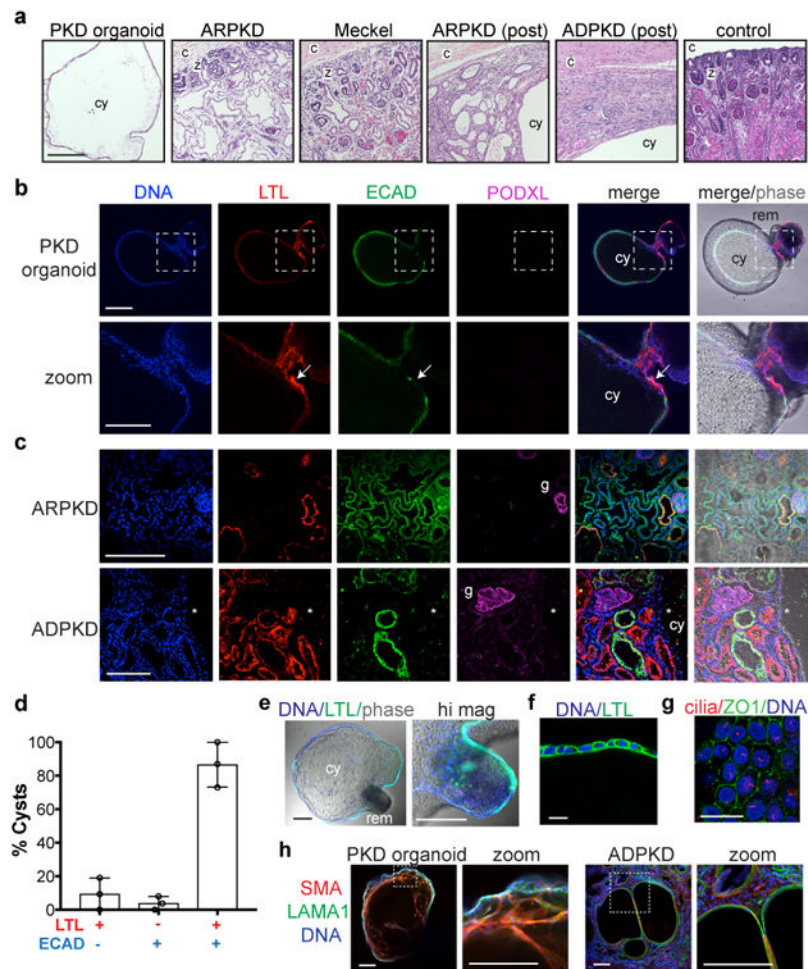 a
PKD organoid ARPKD Meckel ARPKD (post) ADPKD (post) control
cy
c
z
c
z
c
cy
c
cy
c
z
b
DNA LTL ECAD PODXL merge merge/phase
PKD organoid
cy
rem
cy
zoom
cy
cy
c
ARPKD
g
ADPKD
*
*
*
g
*
*
cy
*
d
% Cysts
100
80
60
40
20
0
LTL + - +
ECAD - + +
e
DNA/LTL/phase hi mag
cy
rem
f
DNA/LTL
g
cilia/ZO1/DNA
h
PKD organoid zoom ADPKD zoom
SMA
LAMA1
DNA